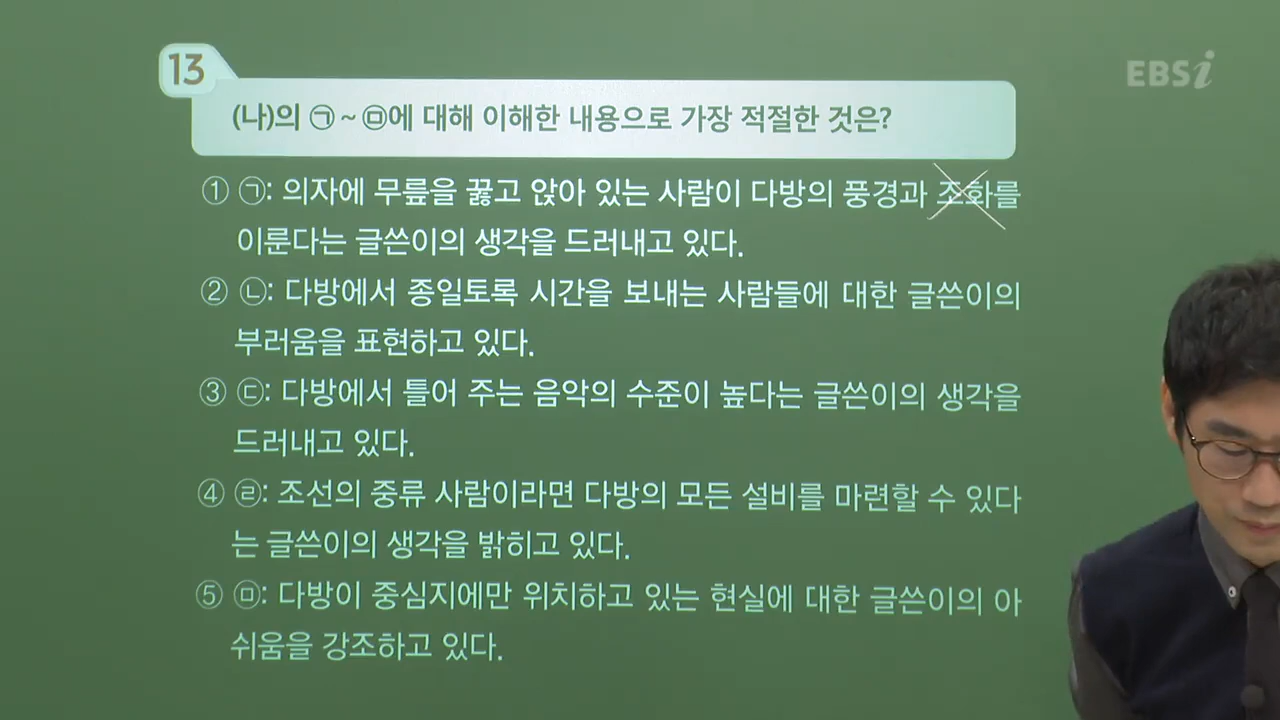 13
EBSi
(나)의 ㉠~㉤에 대해 이해한 내용으로 가장 적절한 것은?
① ㉠: 의자에 무릎을 꿇고 앉아 있는 사람이 다방의 풍경과 조화를
이룬다는 글쓴이의 생각을 드러내고 있다.
② ㉡: 다방에서 종일토록 시간을 보내는 사람들에 대한 글쓴이의
부러움을 표현하고 있다.
③ ㉢: 다방에서 틀어 주는 음악의 수준이 높다는 글쓴이의 생각을
드러내고 있다.
④ ㉣: 조선의 중류 사람이라면 다방의 모든 설비를 마련할 수 있다
는 글쓴이의 생각을 밝히고 있다.
⑤ ㉤: 다방이 중심지에만 위치하고 있는 현실에 대한 글쓴이의 아
쉬움을 강조하고 있다.